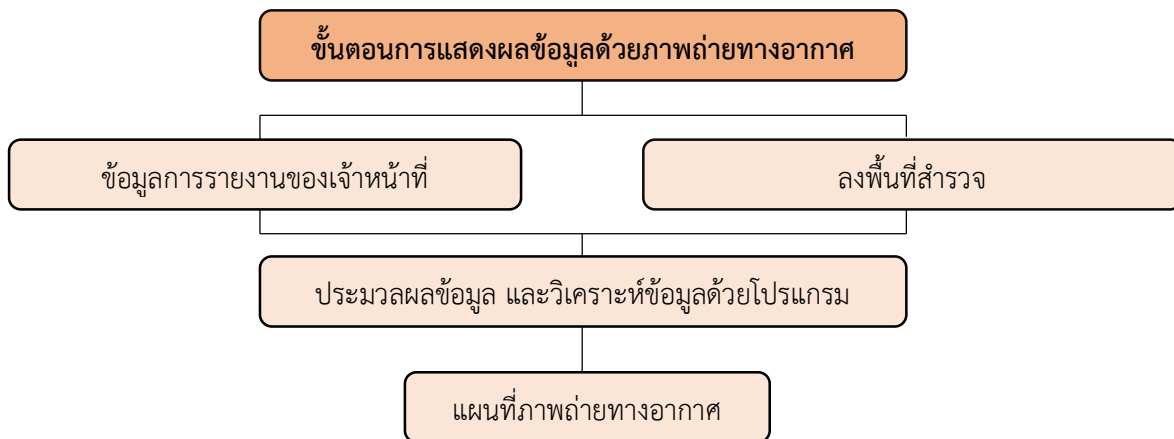 ขั้นตอนการแสดงผลข้อมูลด้วยภาพถ่ายทางอากาศ
ข้อมูลการรายงานของเจ้าหน้าที่
ลงพื้นที่สำรวจ
ประมวลผลข้อมูล และวิเคราะห์ข้อมูลด้วยโปรแกรม
แผนที่ภาพถ่ายทางอากาศ